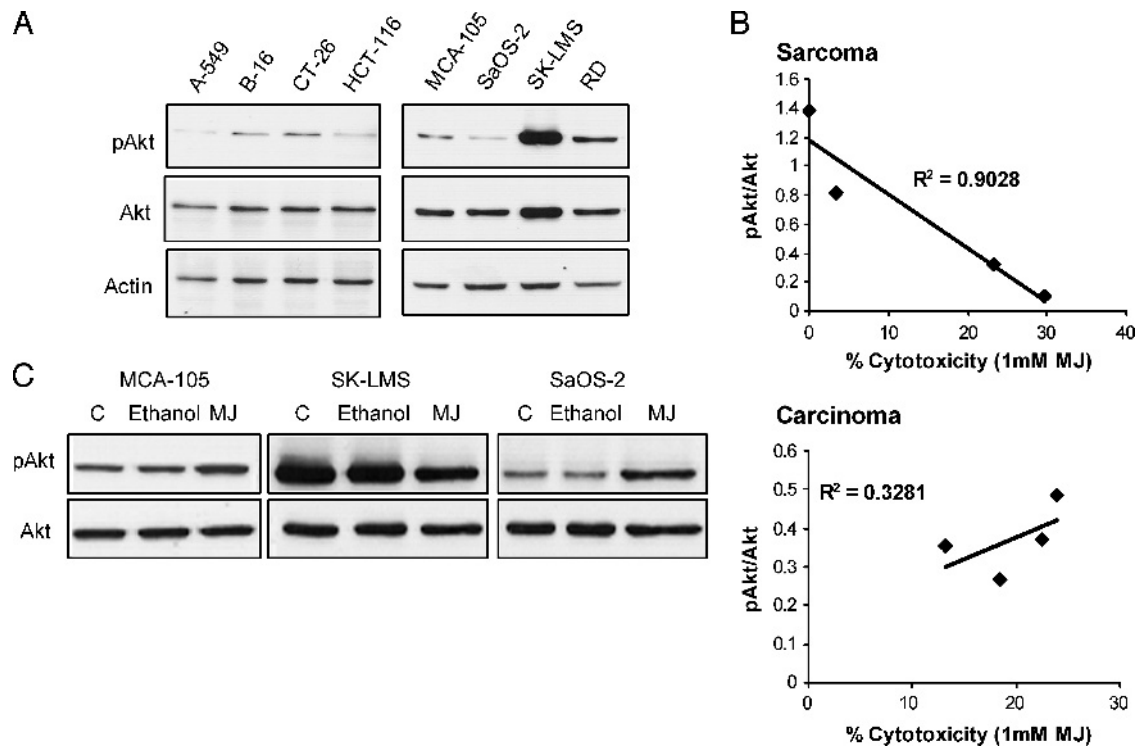 A
A-549 B-16 CT-26 HCT-116 MCA-105 SaOS-2 SK-LMS RD
pAkt
Akt
Actin
B
Sarcoma
1.6
1.4
1.2
1
0.8
0.6
0.4
0.2
0
pAkt/Akt
R² = 0.9028
0 10 20 30 40
% Cytotoxicity (1mM MJ)
C
MCA-105 SK-LMS SaOS-2
C Ethanol MJ C Ethanol MJ C Ethanol MJ
pAkt
Akt
Carcinoma
0.6
0.5
0.4
0.3
0.2
0.1
0
pAkt/Akt
R² = 0.3281
10 20 30
% Cytotoxicity (1mM MJ)